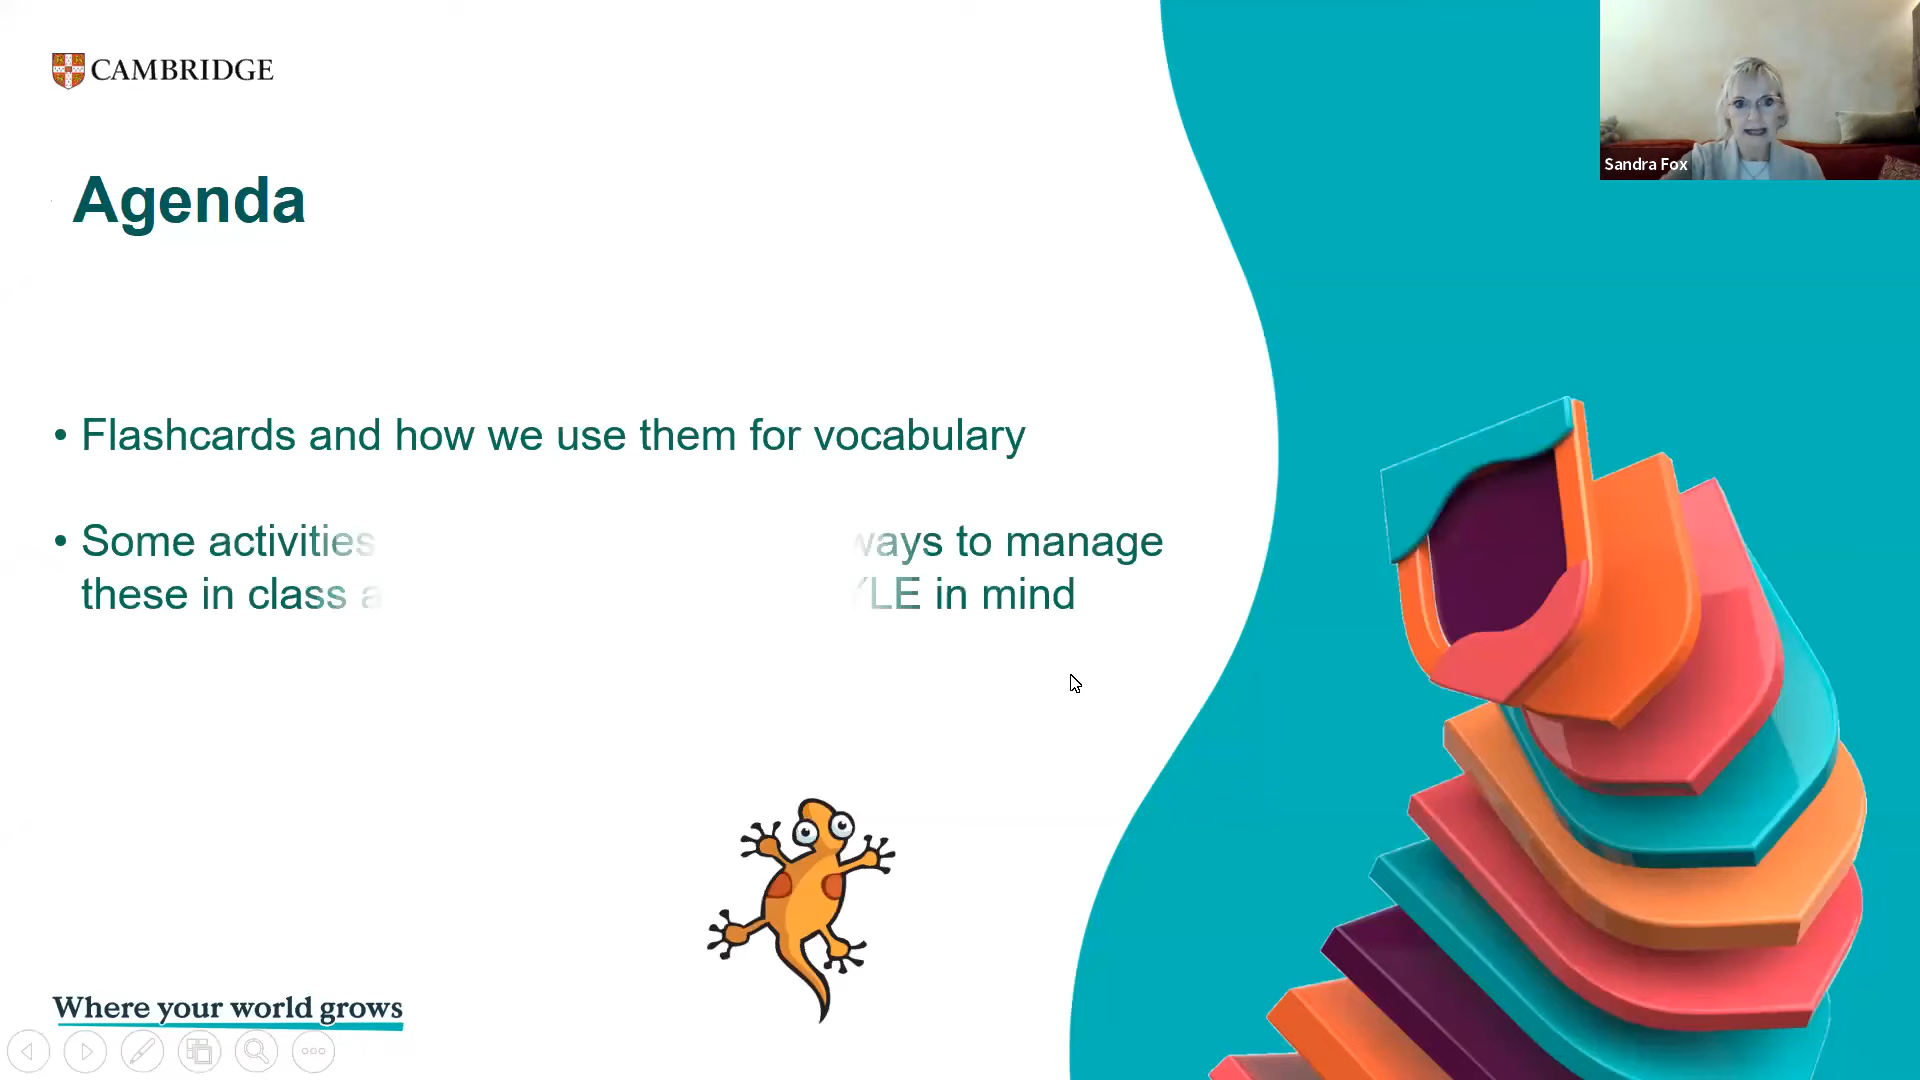 CAMBRIDGE
Sandra Fox
Agenda
• Flashcards and how we use them for vocabulary
• Some activities ways to manage
these in class YLE in mind
Where your world grows